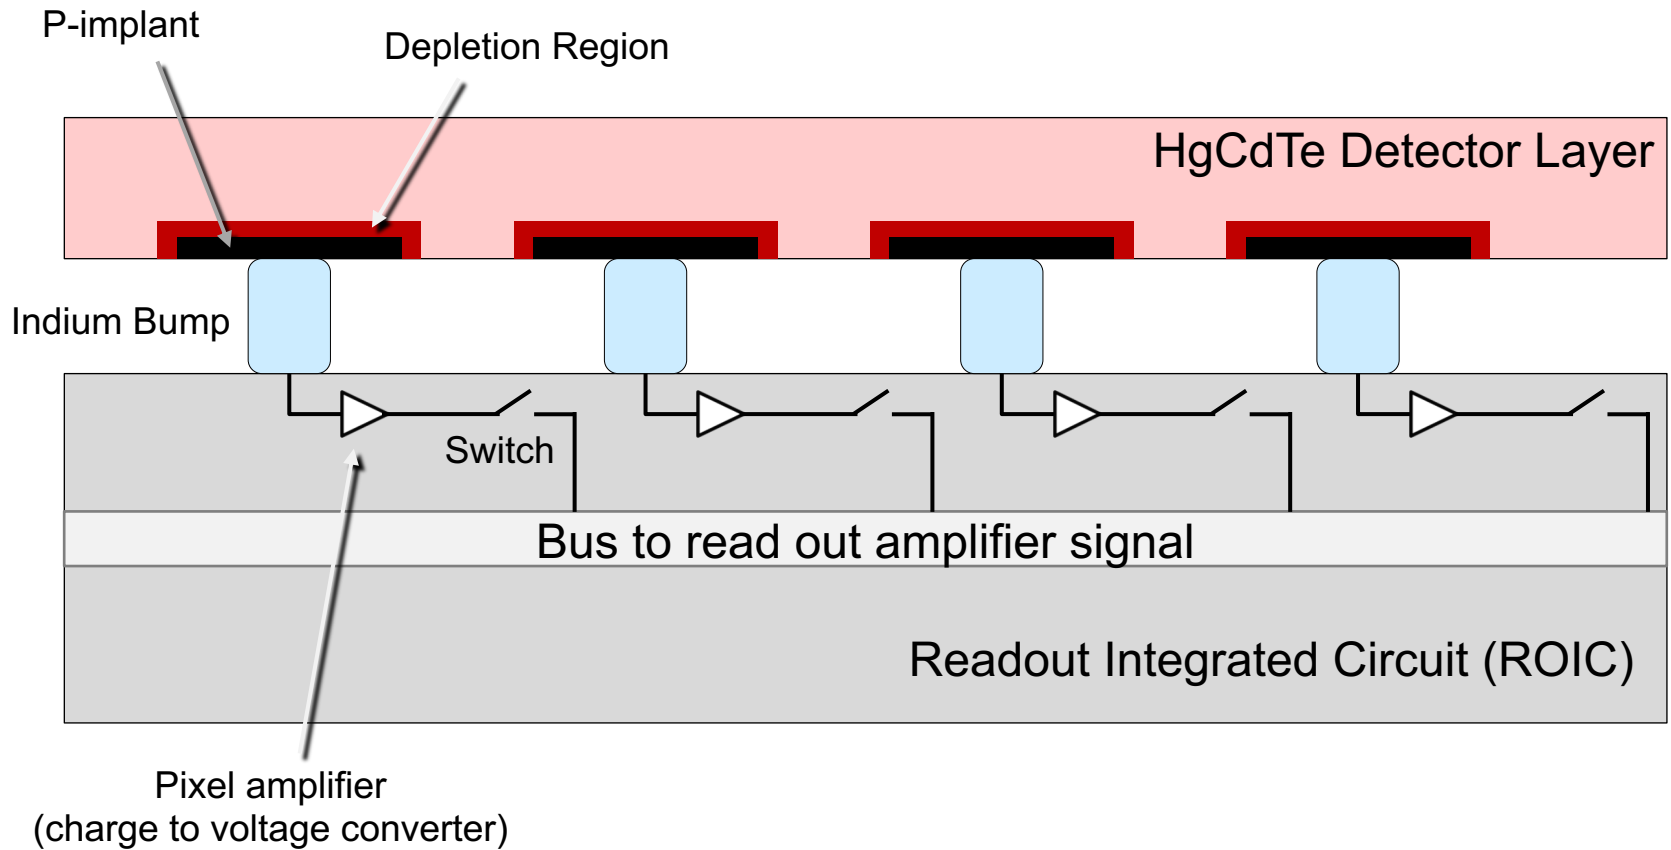 P-implant
Depletion Region
HgCdTe Detector Layer
Indium Bump
Switch
Bus to read out amplifier signal
Readout Integrated Circuit (ROIC)
Pixel amplifier
(charge to voltage converter)